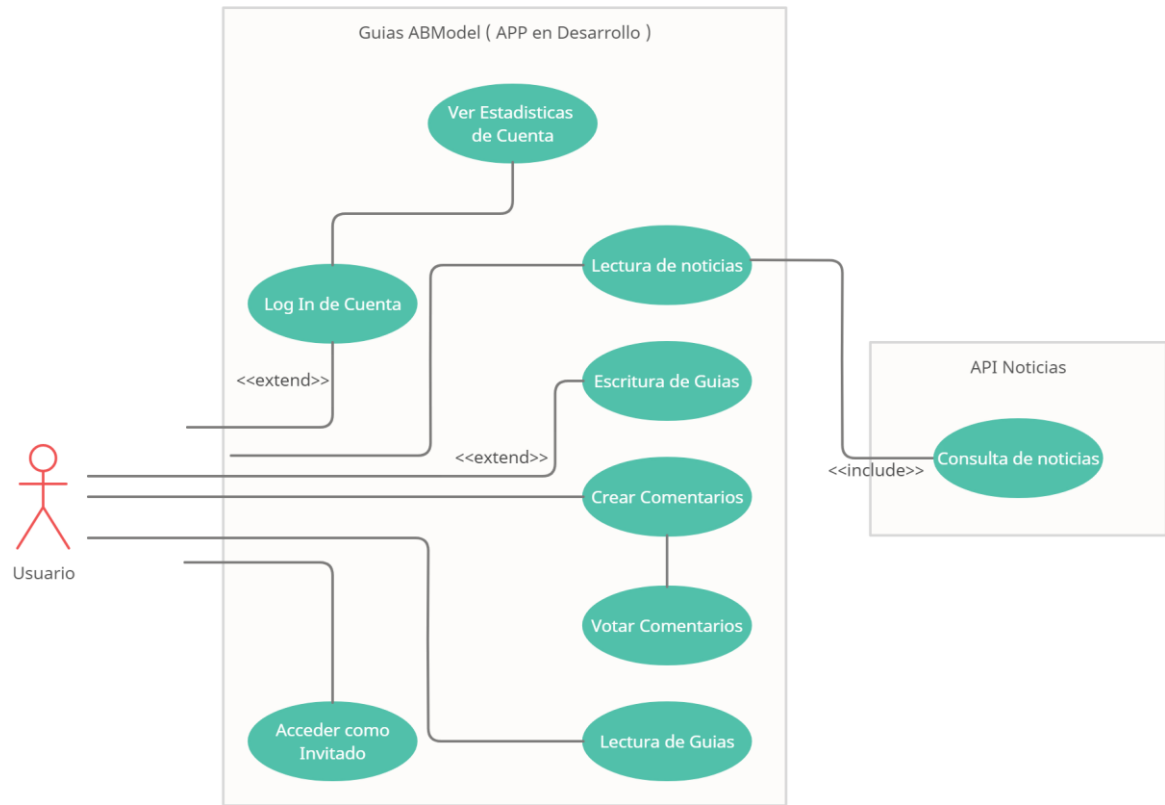 Guias ABModel ( APP en Desarrollo )
Ver Estadisticas
de Cuenta
Lectura de noticias
Log In de Cuenta
<<extend>>
Escritura de Guias
API Noticias
<<extend>>
Consulta de noticias
<<include>>
Crear Comentarios
Usuario
Votar Comentarios
Acceder como
Invitado
Lectura de Guias